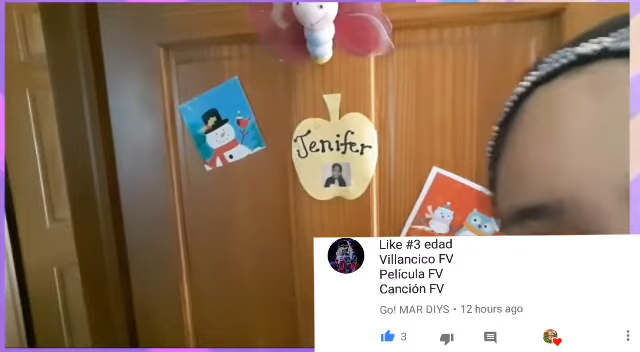 Jenifer
Like #3 edad
Villancico FV
Película FV
Canción FV
Go! MAR DIYS • 12 hours ago
3